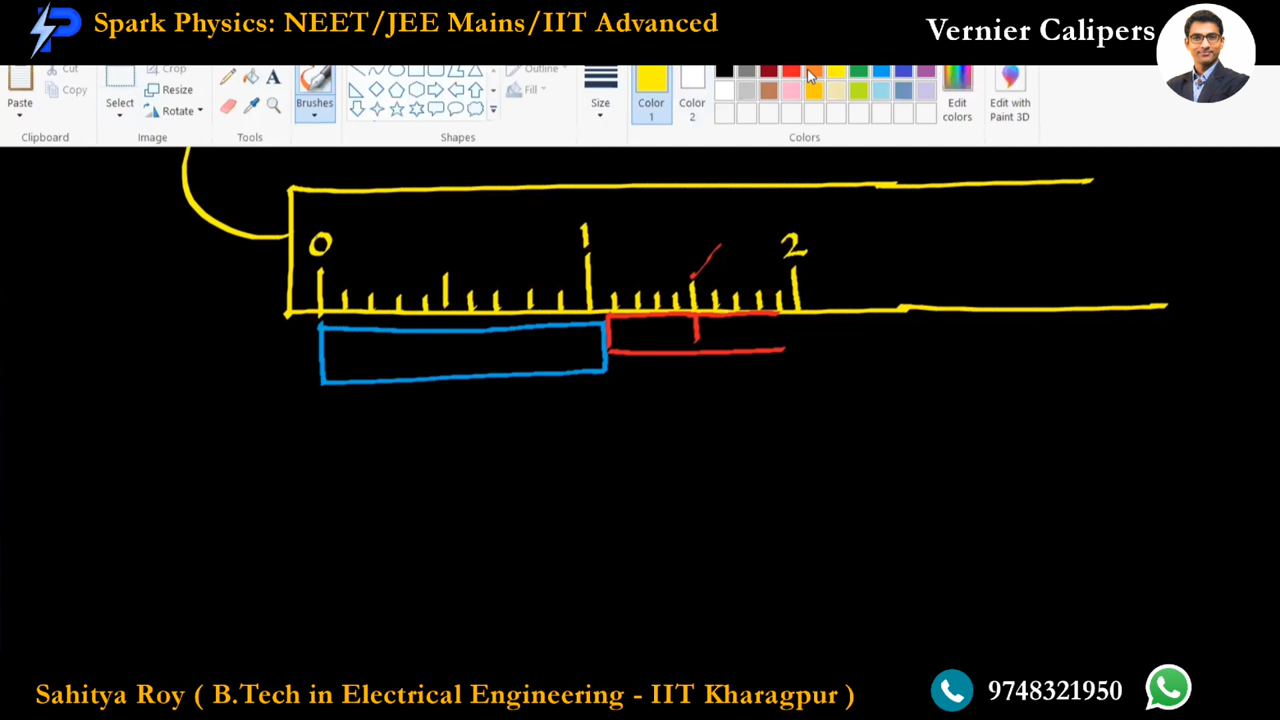 Spark Physics: NEET/JEE Mains/IIT Advanced
Vernier Calipers
Cut
Crop
Outline
Copy
Resize
Fill
Paste
Select
Rotate
Brushes
Size
Color 1
Color 2
Edit colors
Edit with Paint 3D
Clipboard
Image
Tools
Shapes
Colors
0
1
2
Sahitya Roy ( B.Tech in Electrical Engineering - IIT Kharagpur )
9748321950